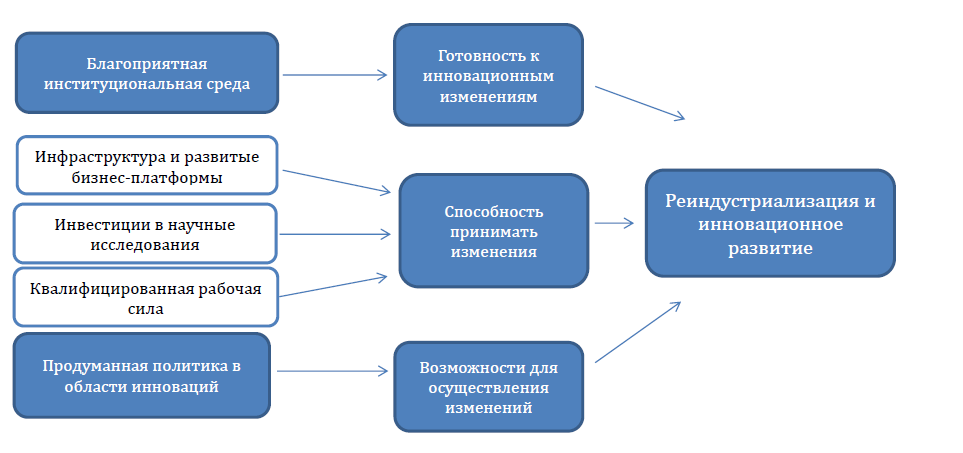 Благоприятная
институциональная среда
Готовность к
инновационным
изменениям
Инфраструктура и развитые
бизнес-платформы
Инвестиции в научные
исследования
Квалифицированная рабочая
сила
Способность
принимать
изменения
Реиндустриализация и
инновационное
развитие
Продуманная политика в
области инноваций
Возможности для
осуществления
изменений